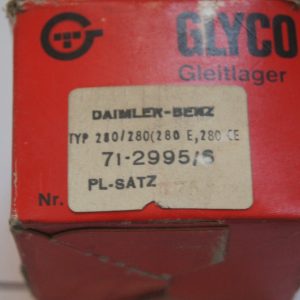 GLYCO
Gleitlager
DAIMLER-BENZ
TYP 280/280(280 E,280 CE
71-2995/6
Nr.
PL-SATZ